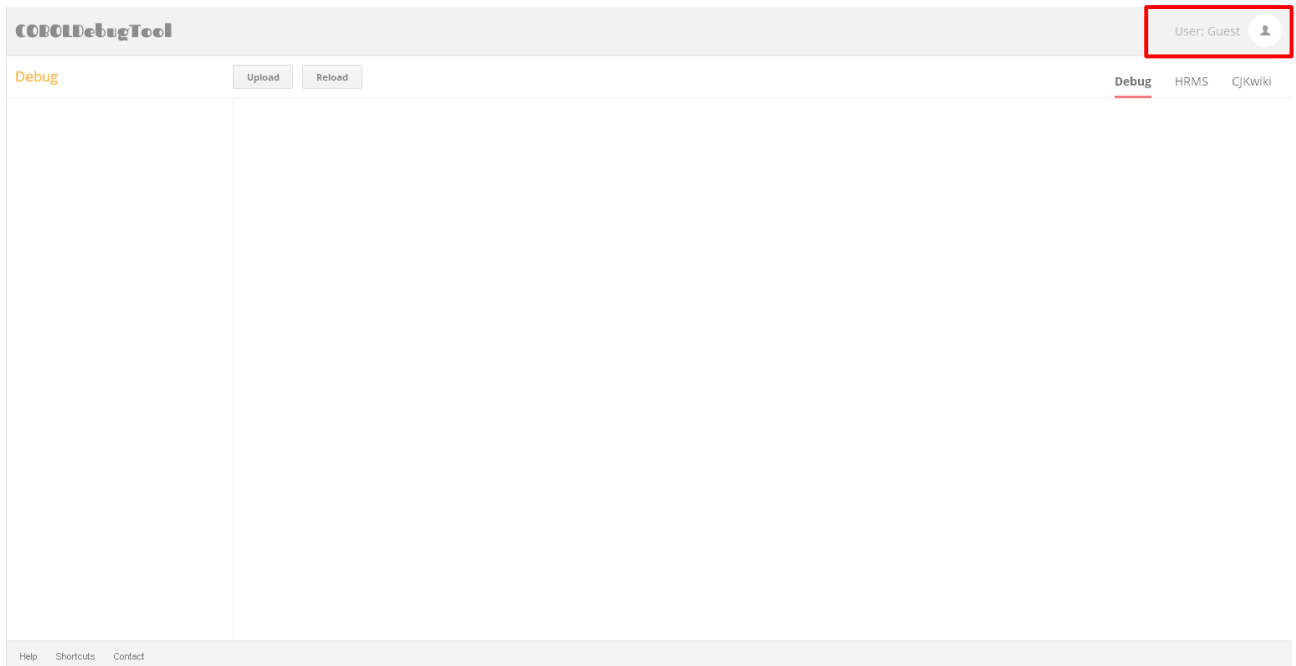 COBOLDebugTool
User: Guest
Debug
Upload
Reload
Debug
HRMS
CJKwiki
Help
Shortcuts
Contact